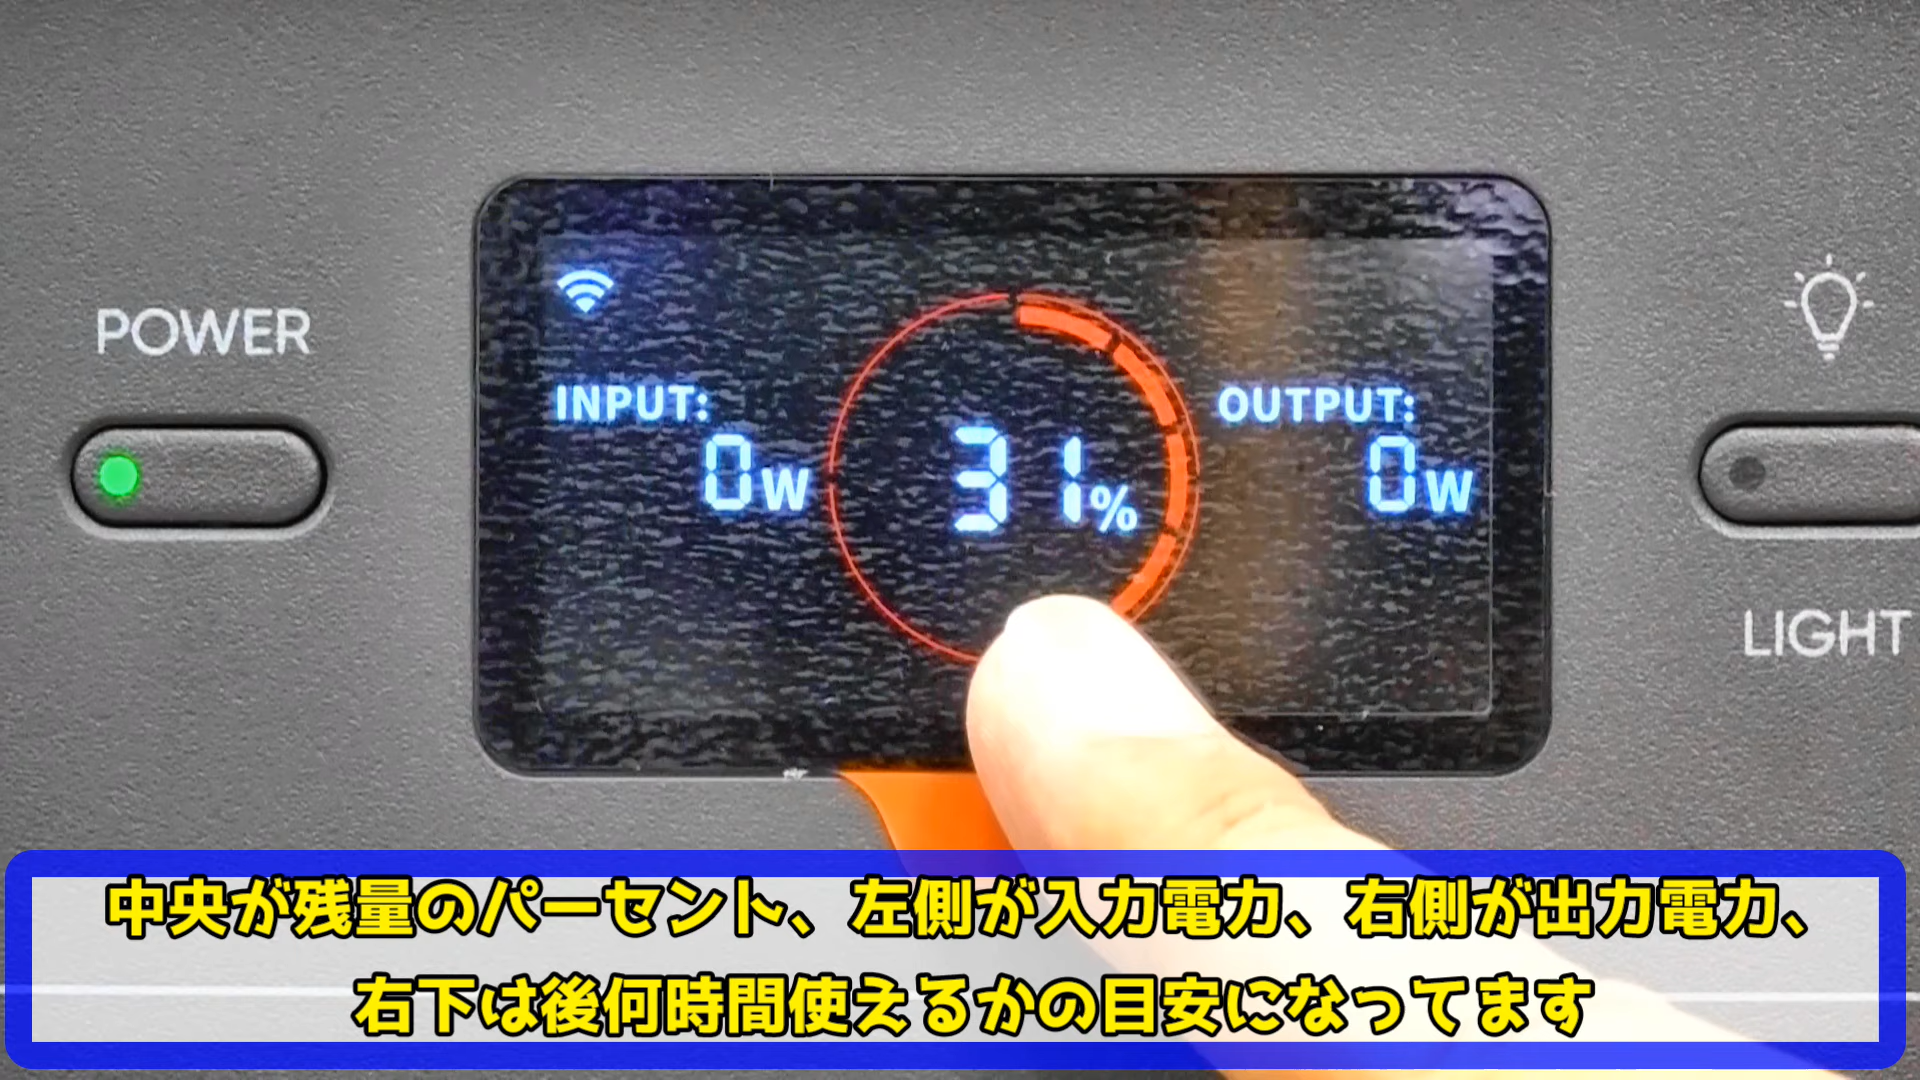 POWER
INPUT:
0W
31%
OUTPUT:
0W
LIGHT
中央が残量のパーセント、左側が入力電力、右側が出力電力、
右下は後何時間使えるかの目安になってます